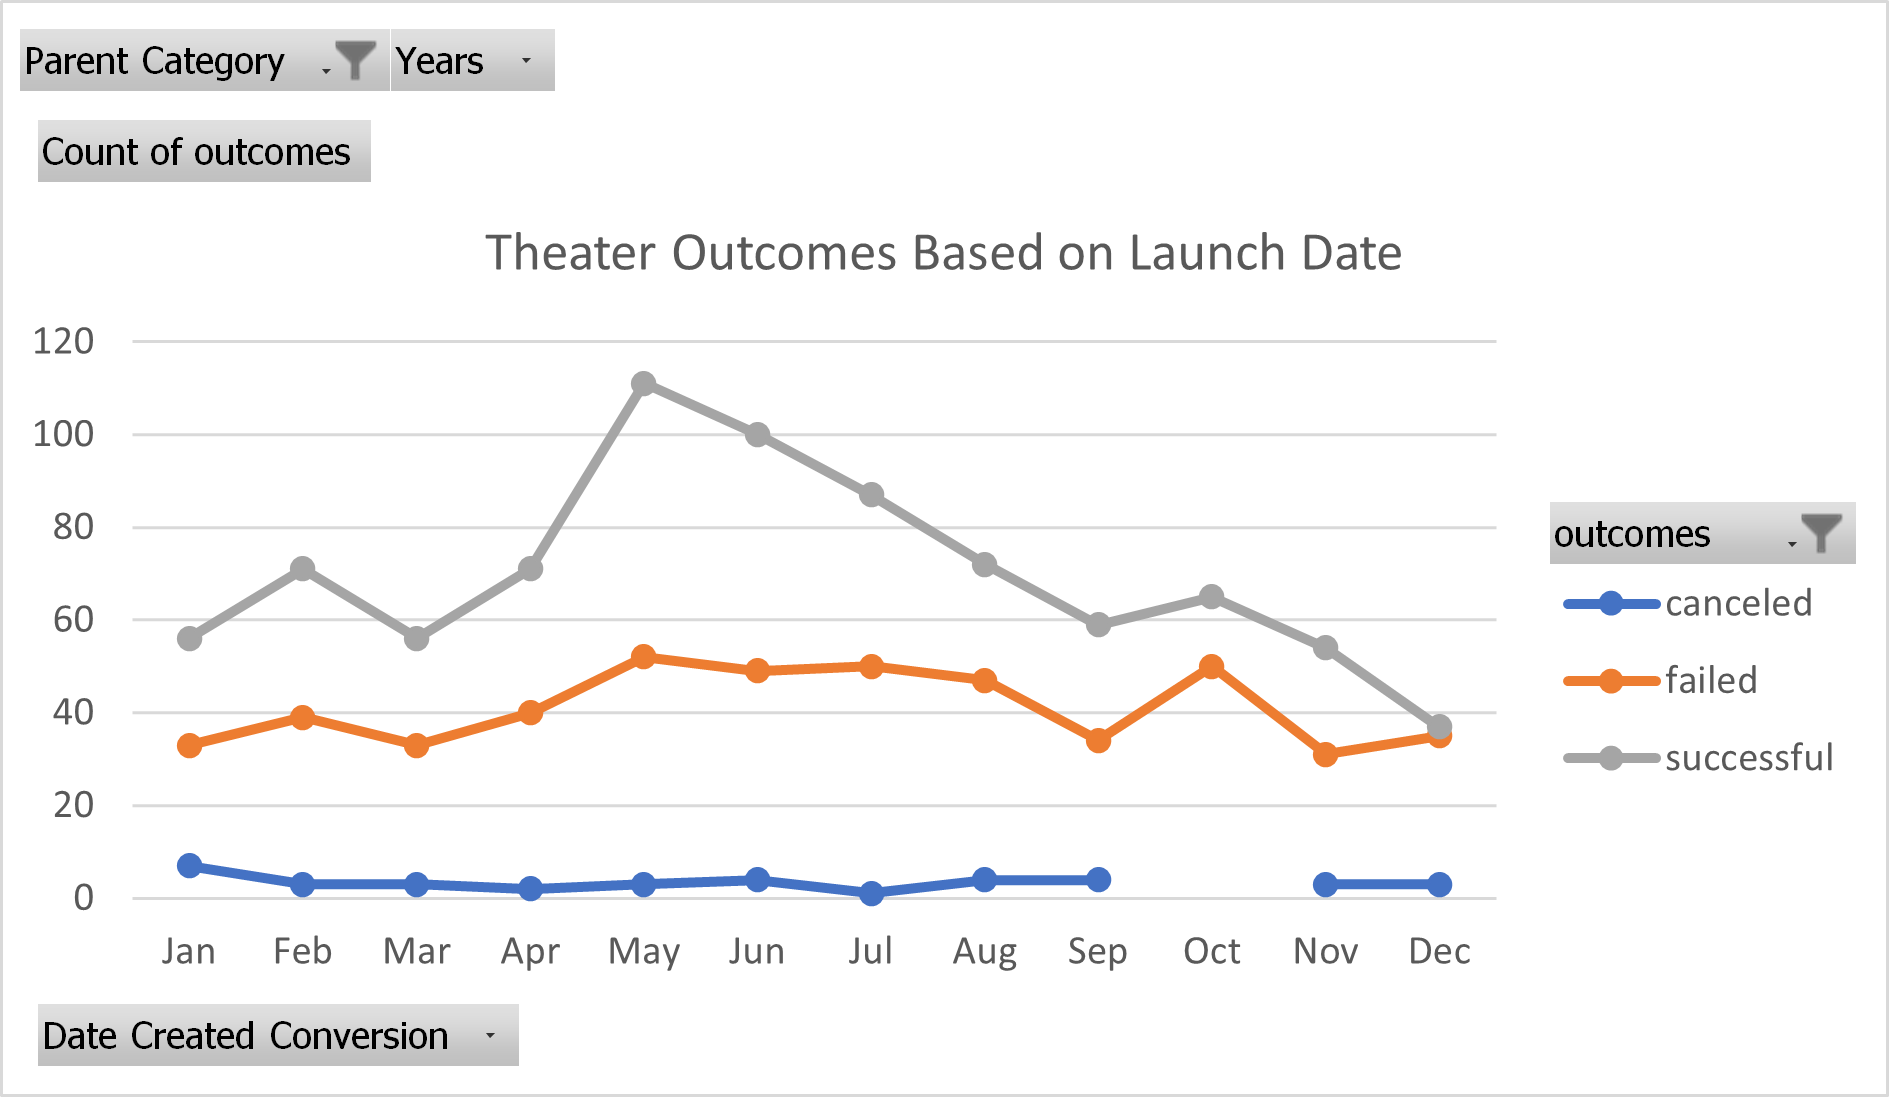 Parent Category Years
Count of outcomes
Theater Outcomes Based on Launch Date
120
100
80
60
40
20
0
Jan Feb Mar Apr May Jun Jul Aug Sep Oct Nov Dec
outcomes
canceled
failed
successful
Date Created Conversion